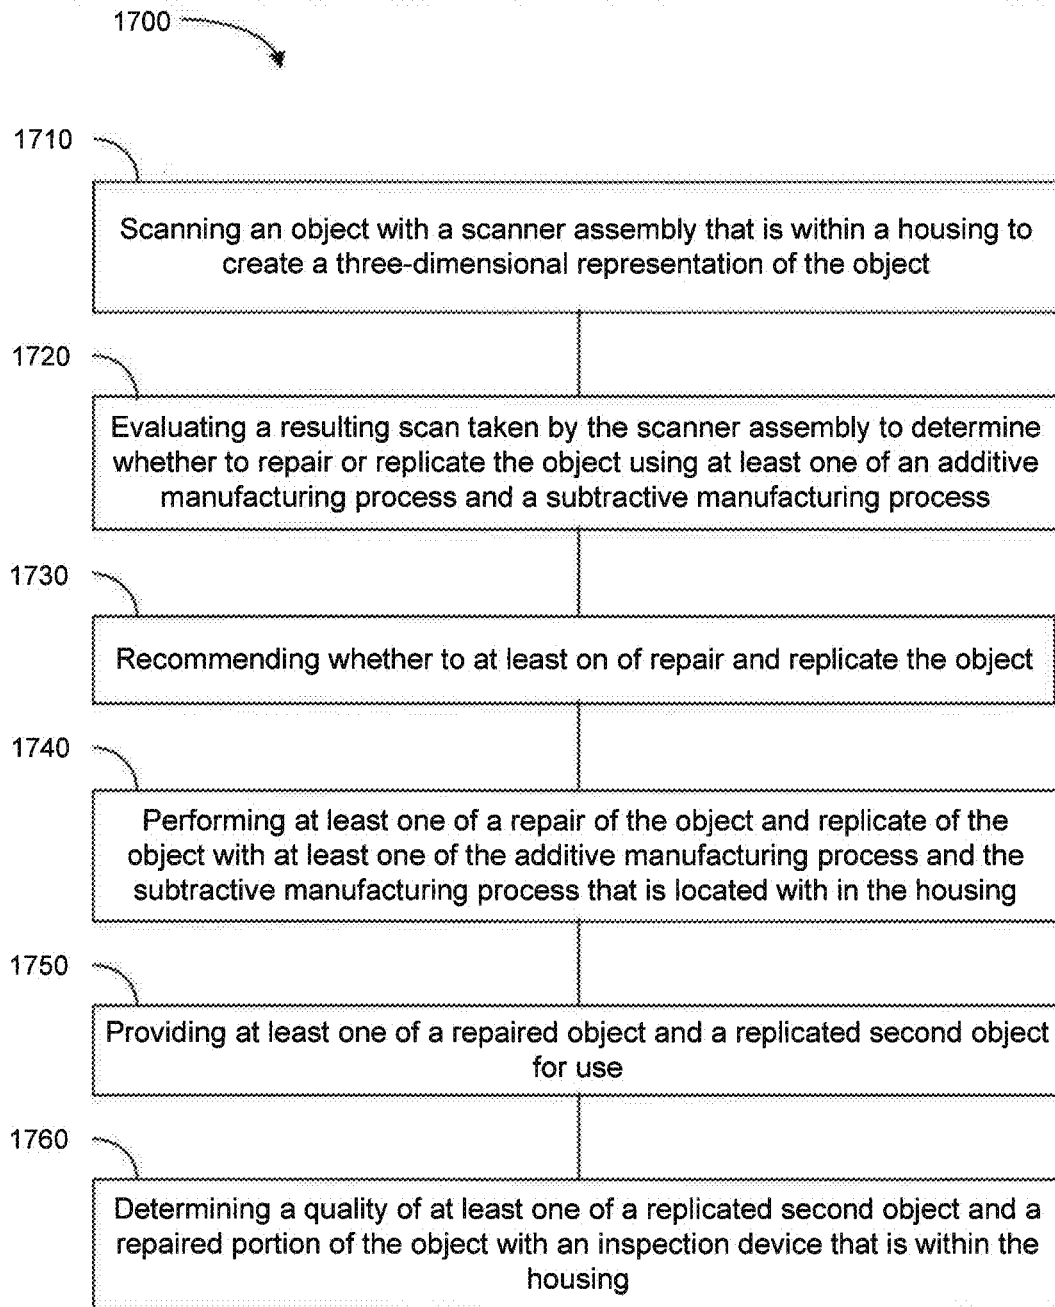 1700
1710
Scanning an object with a scanner assembly that is within a housing to
create a three-dimensional representation of the object
1720
Evaluating a resulting scan taken by the scanner assembly to determine
whether to repair or replicate the object using at least one of an additive
manufacturing process and a subtractive manufacturing process
1730
Recommending whether to at least on of repair and replicate the object
1740
Performing at least one of a repair of the object and replicate of the
object with at least one of the additive manufacturing process and the
subtractive manufacturing process that is located with in the housing
1750
Providing at least one of a repaired object and a replicated second object
for use
1760
Determining a quality of at least one of a replicated second object and a
repaired portion of the object with an inspection device that is within the
housing